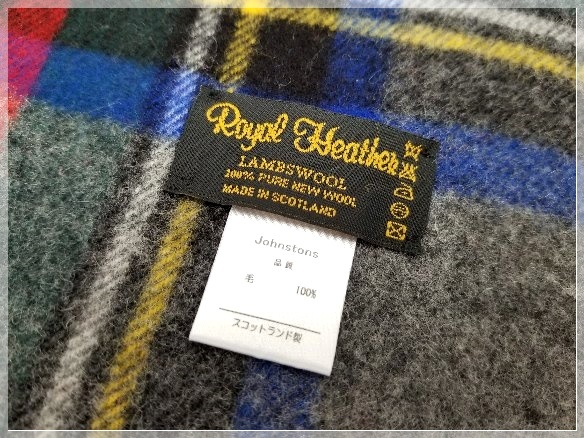 Royal Heather
LAMBSWOOL
100% PURE NEW WOOL
MADE IN SCOTLAND
Johnstons
品質
毛 100%
スコットランド製